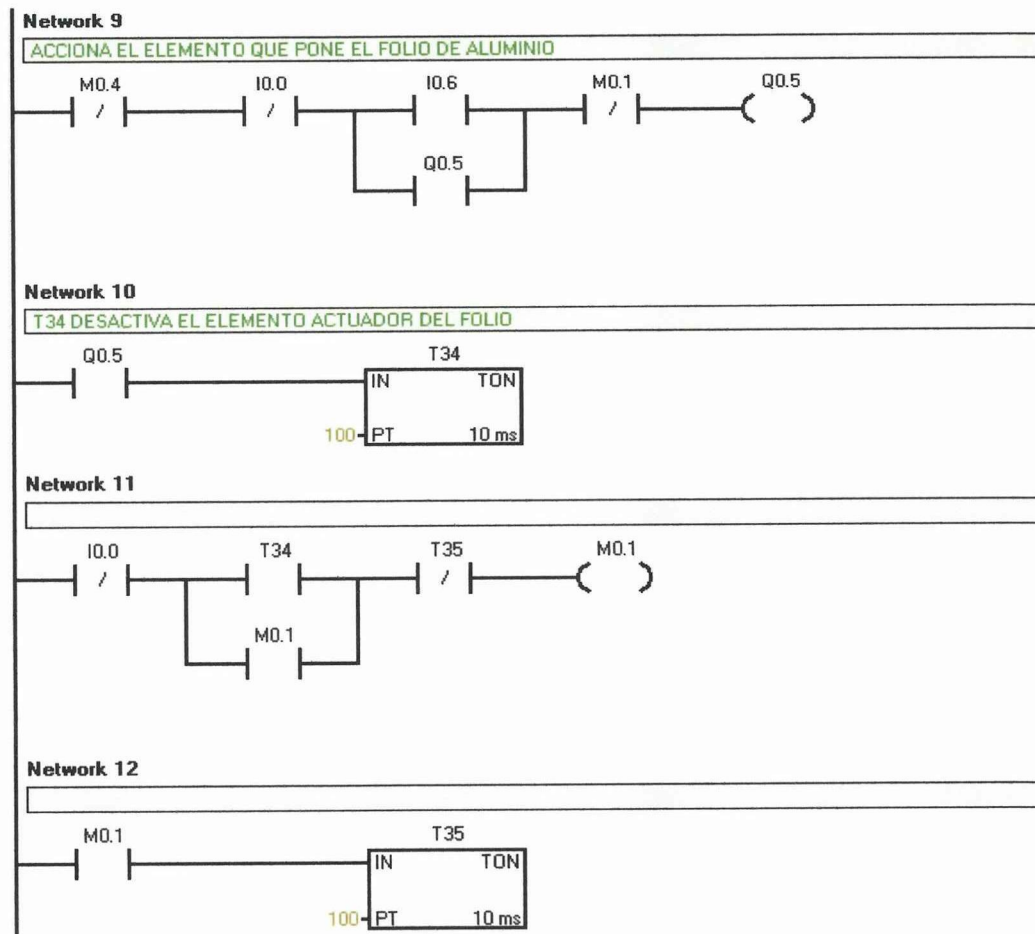 Network 9
ACCIONA EL ELEMENTO QUE PONE EL FOLIO DE ALUMINIO
M0.4 I0.0 I0.6 M0.1 Q0.5
/ / /
Q0.5
Network 10
T34 DESACTIVA EL ELEMENTO ACTUADOR DEL FOLIO
Q0.5 T34
IN TON
100 PT 10 ms
Network 11
I0.0 T34 T35 M0.1
/ /
M0.1
Network 12
M0.1 T35
IN TON
100 PT 10 ms